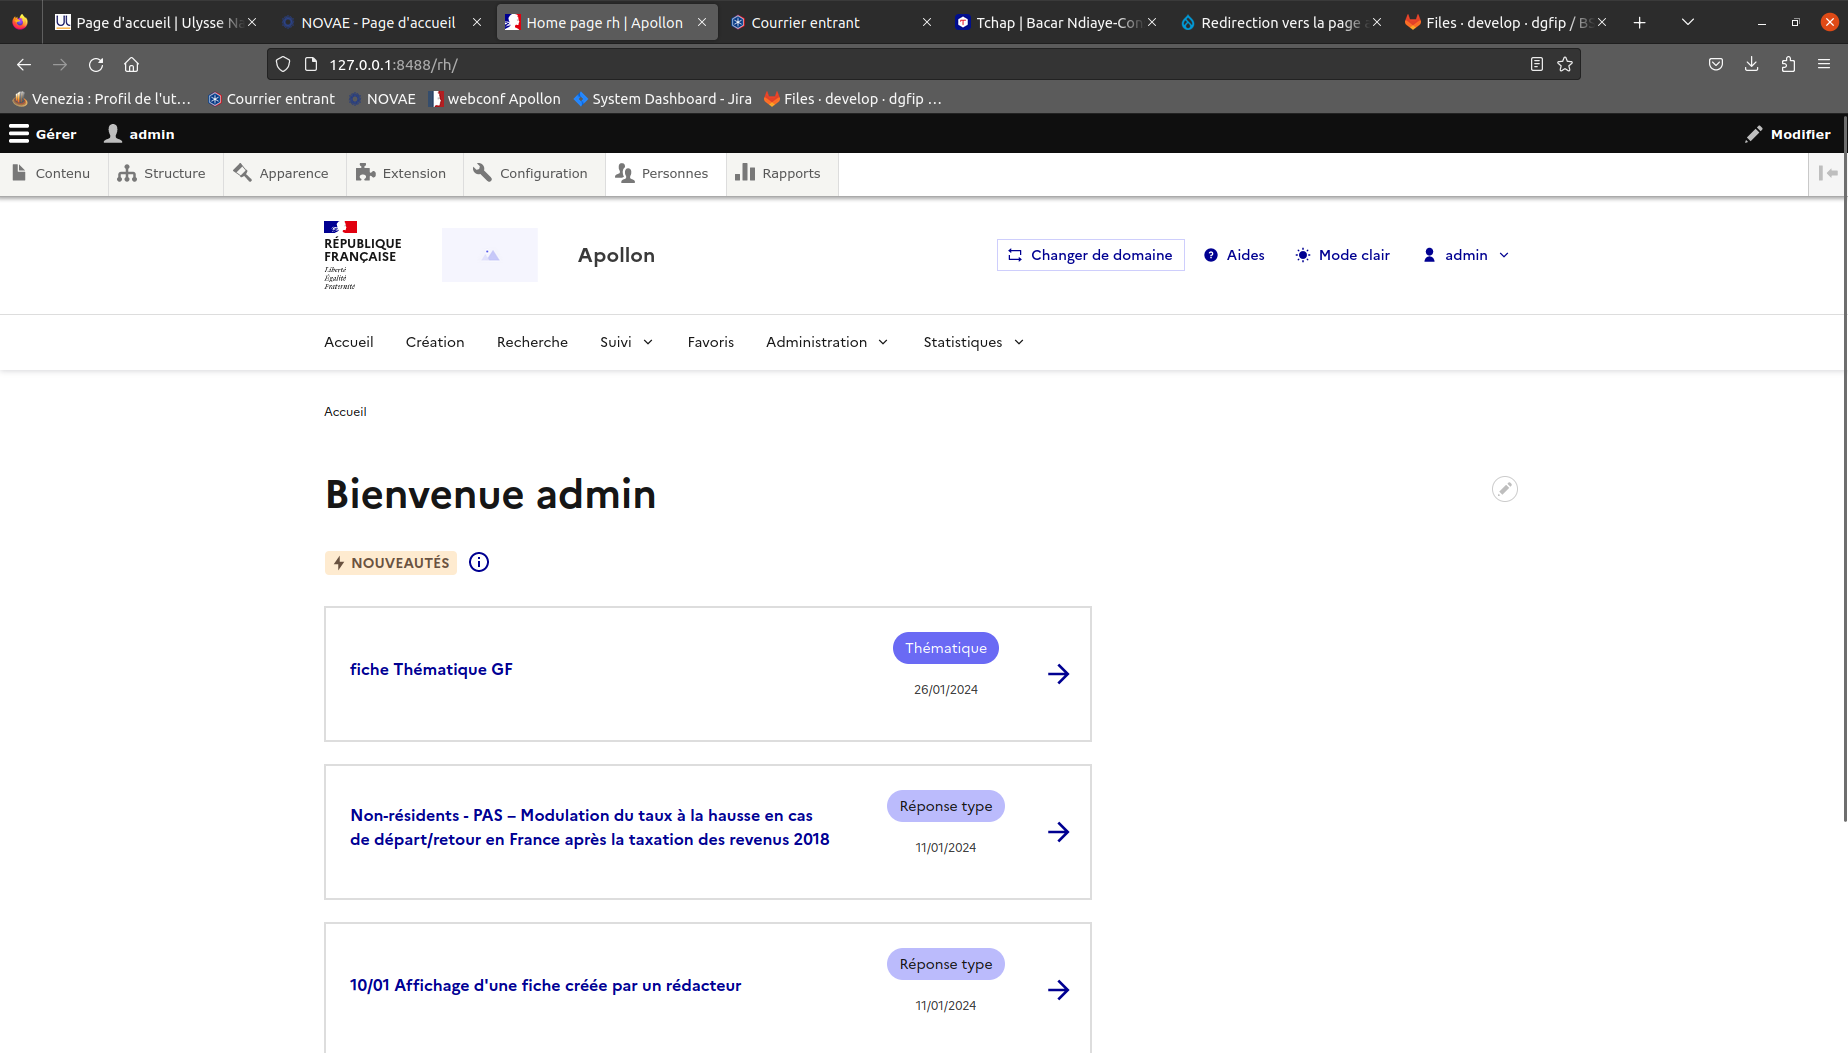 Page d'accueil | Ulysse Na
NOVAE - Page d'accueil
Home page rh | Apollon
Courrier entrant
Tchap | Bacar Ndiaye-Con
Redirection vers la page a
Files · develop · dgfip / BS
127.0.0.1:8488/rh/
Venezia : Profil de l'ut…
Courrier entrant
NOVAE
webconf Apollon
System Dashboard - Jira
Files · develop · dgfip …
Gérer
admin
Modifier
Contenu
Structure
Apparence
Extension
Configuration
Personnes
Rapports
RÉPUBLIQUE
FRANÇAISE
Liberté
Égalité
Fraternité
Apollon
Changer de domaine
Aides
Mode clair
admin
Accueil
Création
Recherche
Suivi
Favoris
Administration
Statistiques
Accueil
Bienvenue admin
NOUVEAUTÉS
fiche Thématique GF
Thématique
26/01/2024
Non-résidents - PAS – Modulation du taux à la hausse en cas
de départ/retour en France après la taxation des revenus 2018
Réponse type
11/01/2024
10/01 Affichage d'une fiche créée par un rédacteur
Réponse type
11/01/2024